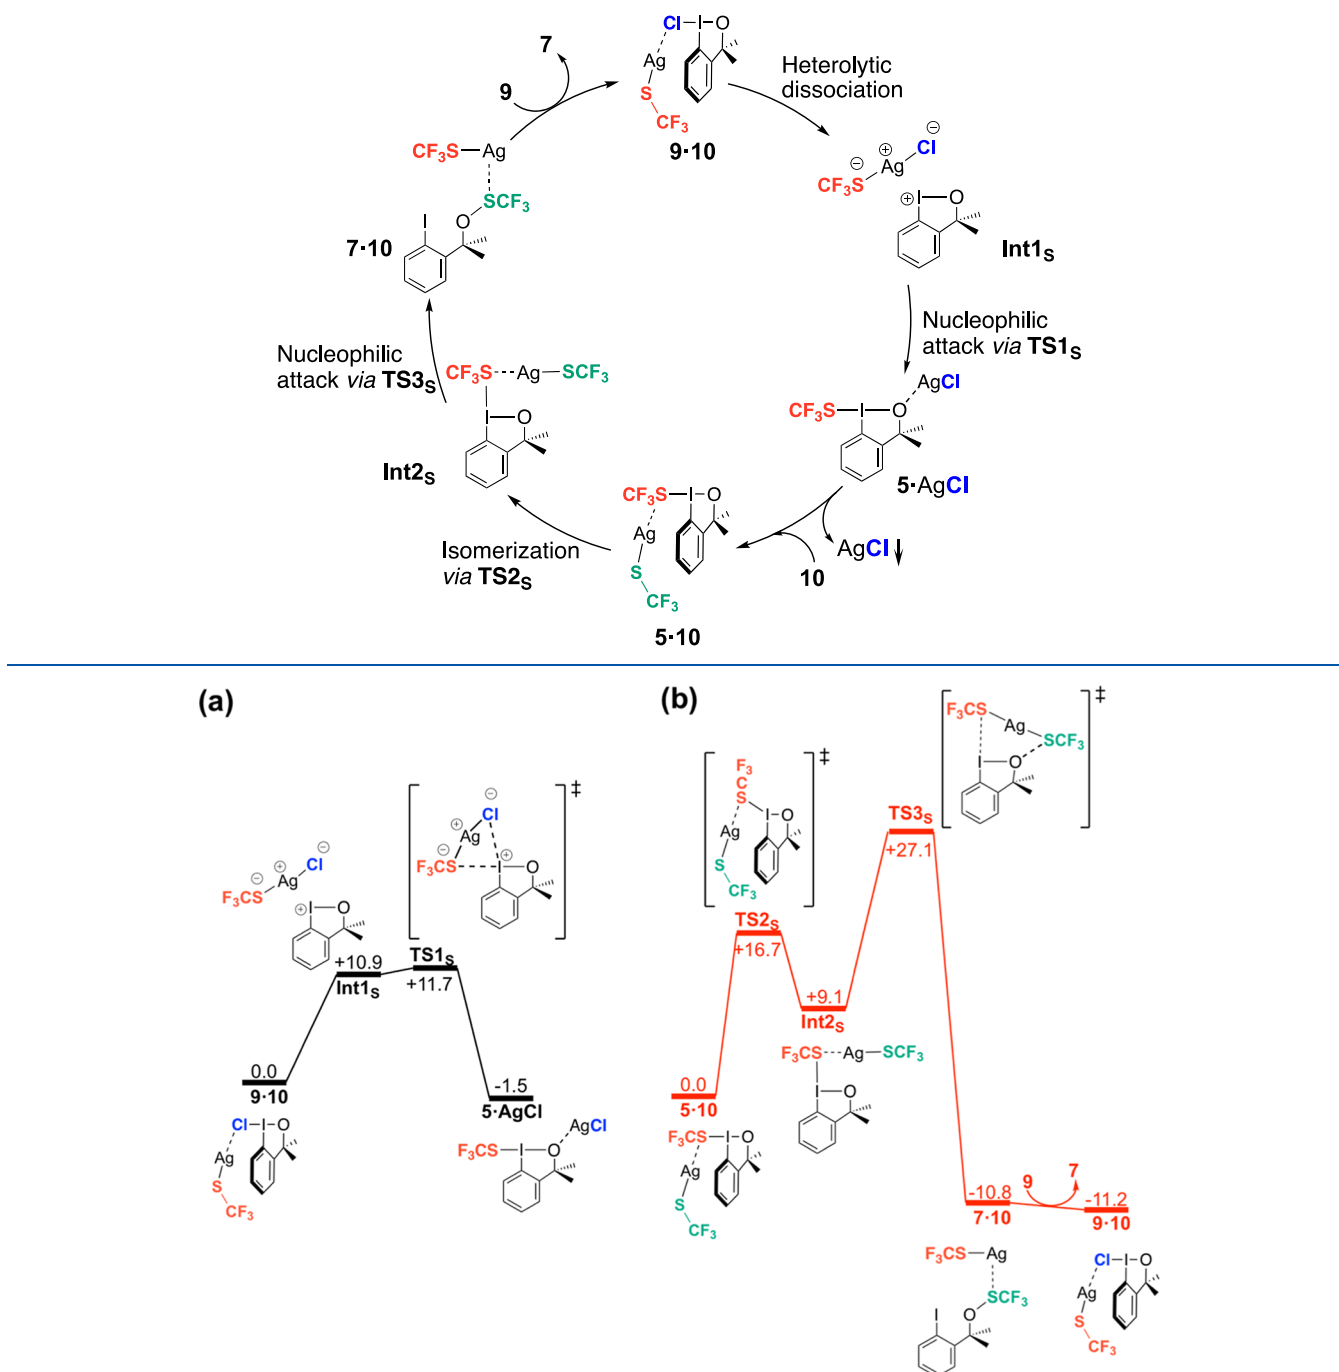 Cl I O
Ag
S
CF3
9·10
7
9
Heterolytic
dissociation
CF3S Ag
SCF3
O
I
7·10
⊖
⊕ Cl
⊖ Ag
CF3S
⊕ I O
Int1S
Nucleophilic
attack via TS1S
AgCl
CF3S I O
5·AgCl
AgCl
10
CF3S I O
Ag
S
CF3
5·10
Isomerization
via TS2S
CF3S Ag SCF3
I O
Int2S
Nucleophilic
attack via TS3S
(a)
⊖
⊕ Cl
⊖ Ag
F3CS
⊕ I O
‡
⊖
⊕ Cl
Ag
⊖
F3CS ⊕ I O
0.0
9·10
+10.9
Int1S
TS1S
+11.7
-1.5
5·AgCl
Cl I O
Ag
S
CF3
AgCl
F3CS I O
(b)
‡
F3
C
S I O
Ag
S
CF3
‡
F3CS Ag SCF3
I O
0.0
5·10
TS2S
+16.7
+9.1
Int2S
TS3S
+27.1
-10.8
7·10
9 7
-11.2
9·10
F3CS I O
Ag
S
CF3
F3CS Ag SCF3
I O
F3CS Ag
SCF3
O
I
Cl I O
Ag
S
CF3